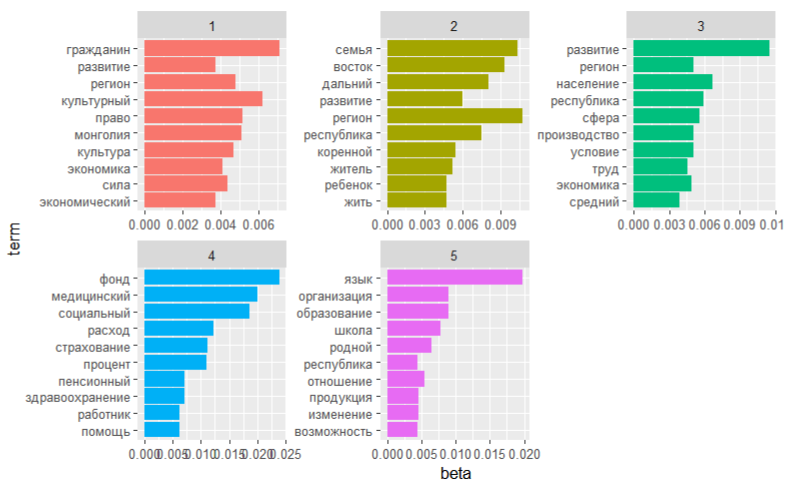 1
гражданин
развитие
регион
культурный
право
монголия
культура
экономика
сила
экономический
0.000 0.002 0.004 0.006
2
семья
восток
дальний
развитие
регион
республика
коренной
житель
ребенок
жить
0.000 0.003 0.006 0.009
3
развитие
регион
население
республика
сфера
производство
условие
труд
экономика
средний
0.000 0.003 0.006 0.009 0.01
4
фонд
медицинский
социальный
расход
страхование
процент
пенсионный
здравоохранение
работник
помощь
0.000 0.005 0.010 0.015 0.020 0.025
5
язык
организация
образование
школа
родной
республика
отношение
продукция
изменение
возможность
0.000 0.005 0.010 0.015 0.020
term
beta